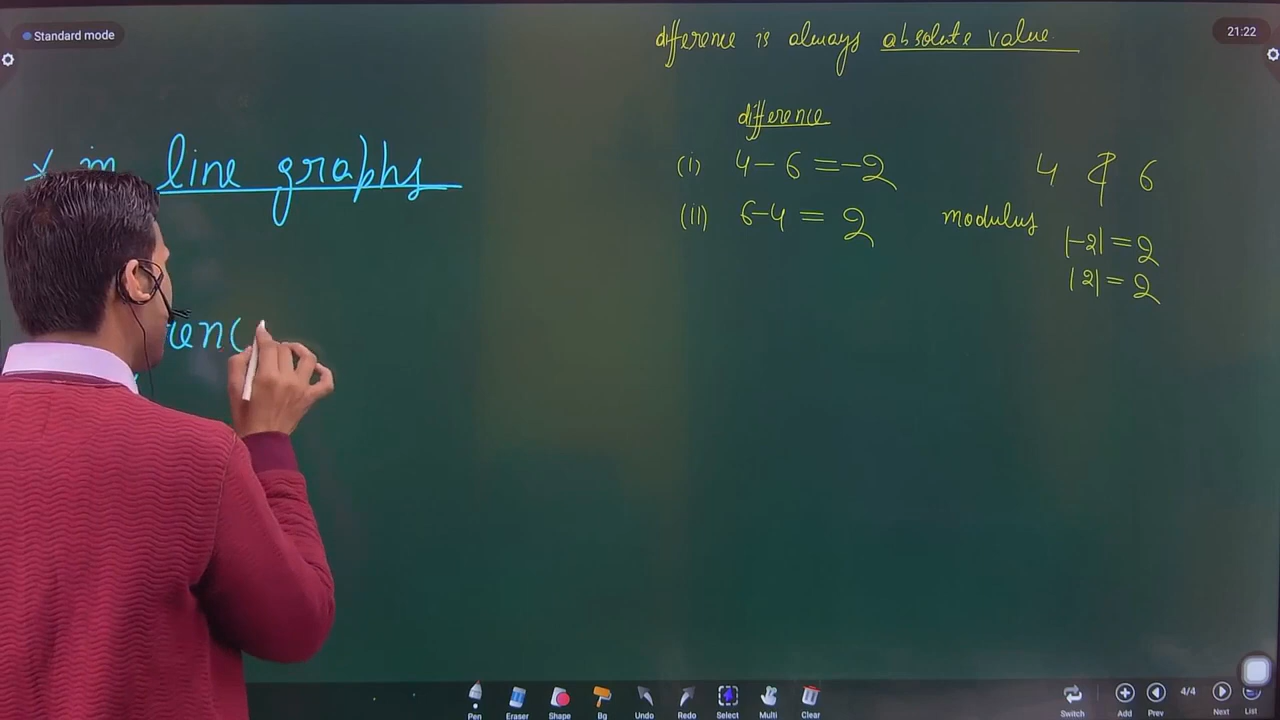 Standard mode
21:22
difference is always absolute value.
difference
(i) 4 - 6 = -2
4 & 6
(ii) 6-4 = 2
modulus
|-2| = 2
|2| = 2
in line graphs
Pen
Eraser
Shape
Bg
Undo
Redo
Select
Multi
Clear
Switch
Add
Prev
4/4
Next
List